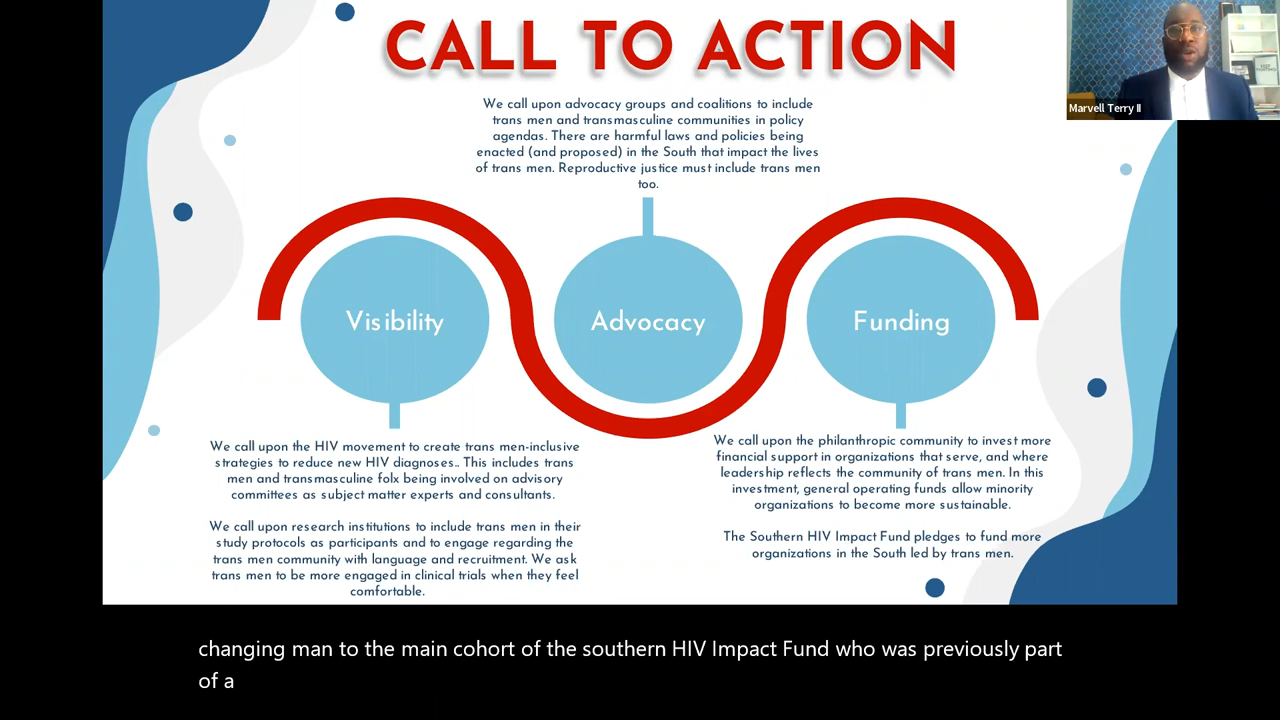 CALL TO ACTION
Marvell Terry II
We call upon advocacy groups and coalitions to include
trans men and transmasculine communities in policy
agendas. There are harmful laws and policies being
enacted (and proposed) in the South that impact the lives
of trans men. Reproductive justice must include trans men
too.
Visibility
Advocacy
Funding
We call upon the HIV movement to create trans men-inclusive
strategies to reduce new HIV diagnoses.. This includes trans
men and transmasculine folx being involved on advisory
committees as subject matter experts and consultants.
We call upon research institutions to include trans men in their
study protocols as participants and to engage regarding the
trans men community with language and recruitment. We ask
trans men to be more engaged in clinical trials when they feel
comfortable.
We call upon the philanthropic community to invest more
financial support in organizations that serve, and where
leadership reflects the community of trans men. In this
investment, general operating funds allow minority
organizations to become more sustainable.
The Southern HIV Impact Fund pledges to fund more
organizations in the South led by trans men.
changing man to the main cohort of the southern HIV Impact Fund who was previously part
of a